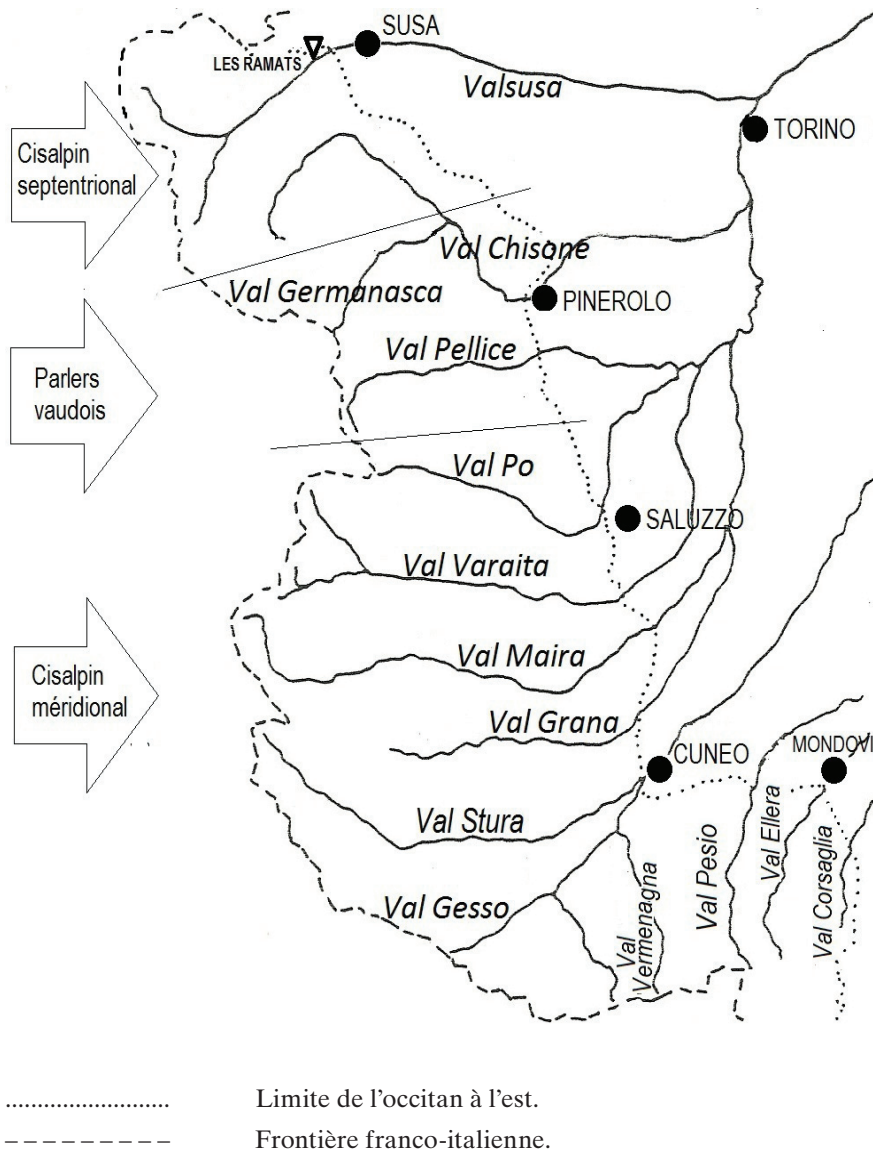 SUSA
LES RAMATS
Valsusa
TORINO
Cisalpin
septentrional
Val Chisone
Val Germanasca
PINEROLO
Val Pellice
Parlers
vaudois
Val Po
SALUZZO
Val Varaita
Val Maira
Cisalpin
méridional
Val Grana
CUNEO
MONDOVI
Val Stura
Val Ellera
Val Pesio
Val Corsaglia
Val Gesso
Val
Vermenagna
......................... Limite de l'occitan à l'est.
– – – – – – – – – Frontière franco-italienne.